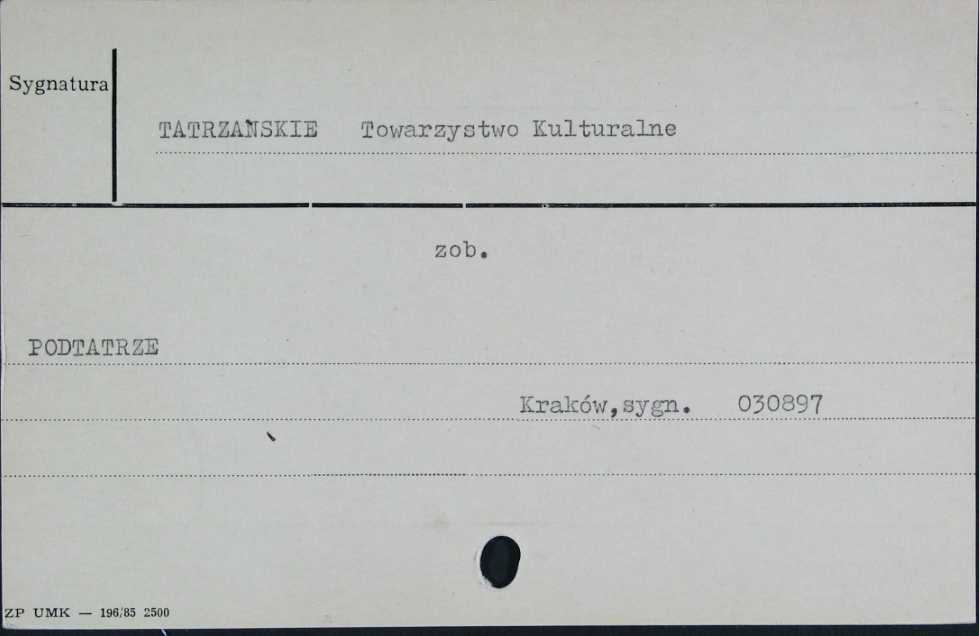 Sygnatura
TATRZAŃSKIE Towarzystwo Kulturalne
zob.
PODTATRZE
Kraków,sygn. 030897
ZP UMK — 196/85 2500